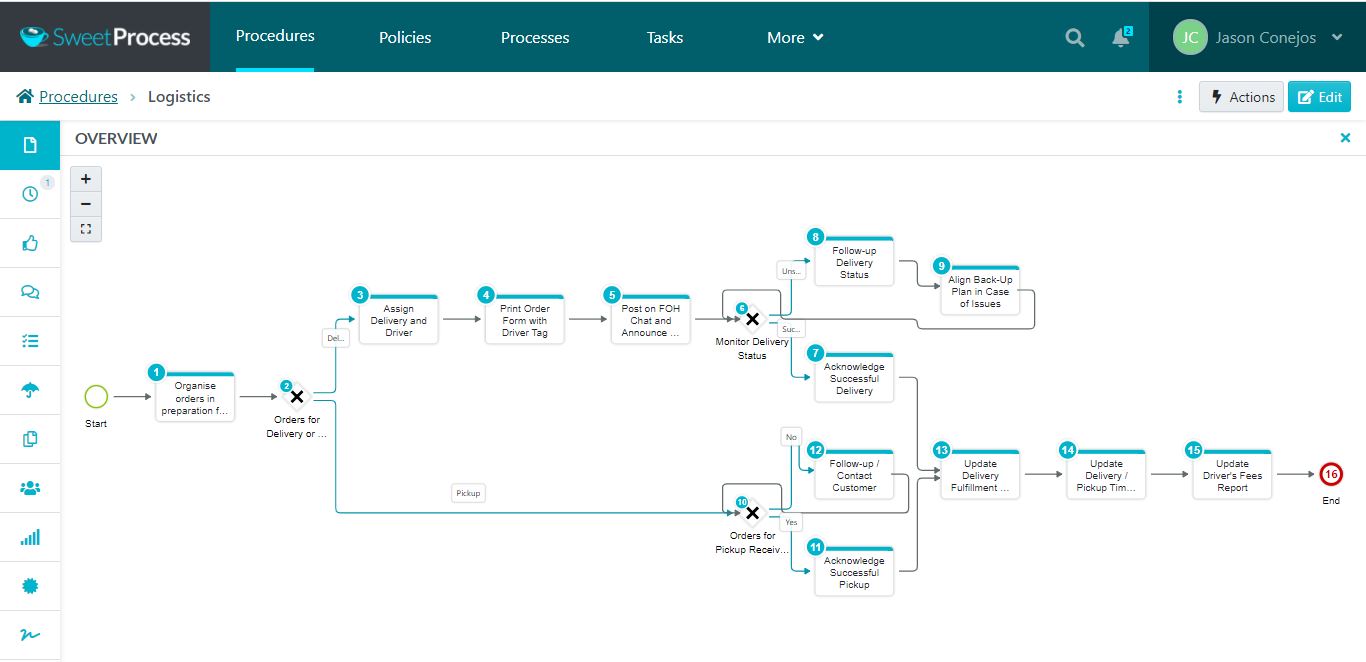 SweetProcess
Procedures
Policies
Processes
Tasks
More
2
JC
Jason Conejos
Procedures
Logistics
Actions
Edit
OVERVIEW
1
+
−
Start
1
Organise
orders in
preparation f...
2
Orders for
Delivery or ...
Del...
3
Assign
Delivery and
Driver
4
Print Order
Form with
Driver Tag
5
Post on FOH
Chat and
Announce ...
6
Monitor Delivery
Status
Uns...
8
Follow-up
Delivery
Status
9
Align Back-Up
Plan in Case
of Issues
Suc...
7
Acknowledge
Successful
Delivery
Pickup
10
Orders for
Pickup Receiv...
No
12
Follow-up /
Contact
Customer
Yes
11
Acknowledge
Successful
Pickup
13
Update
Delivery
Fulfillment ...
14
Update
Delivery /
Pickup Tim...
15
Update
Driver's Fees
Report
16
End